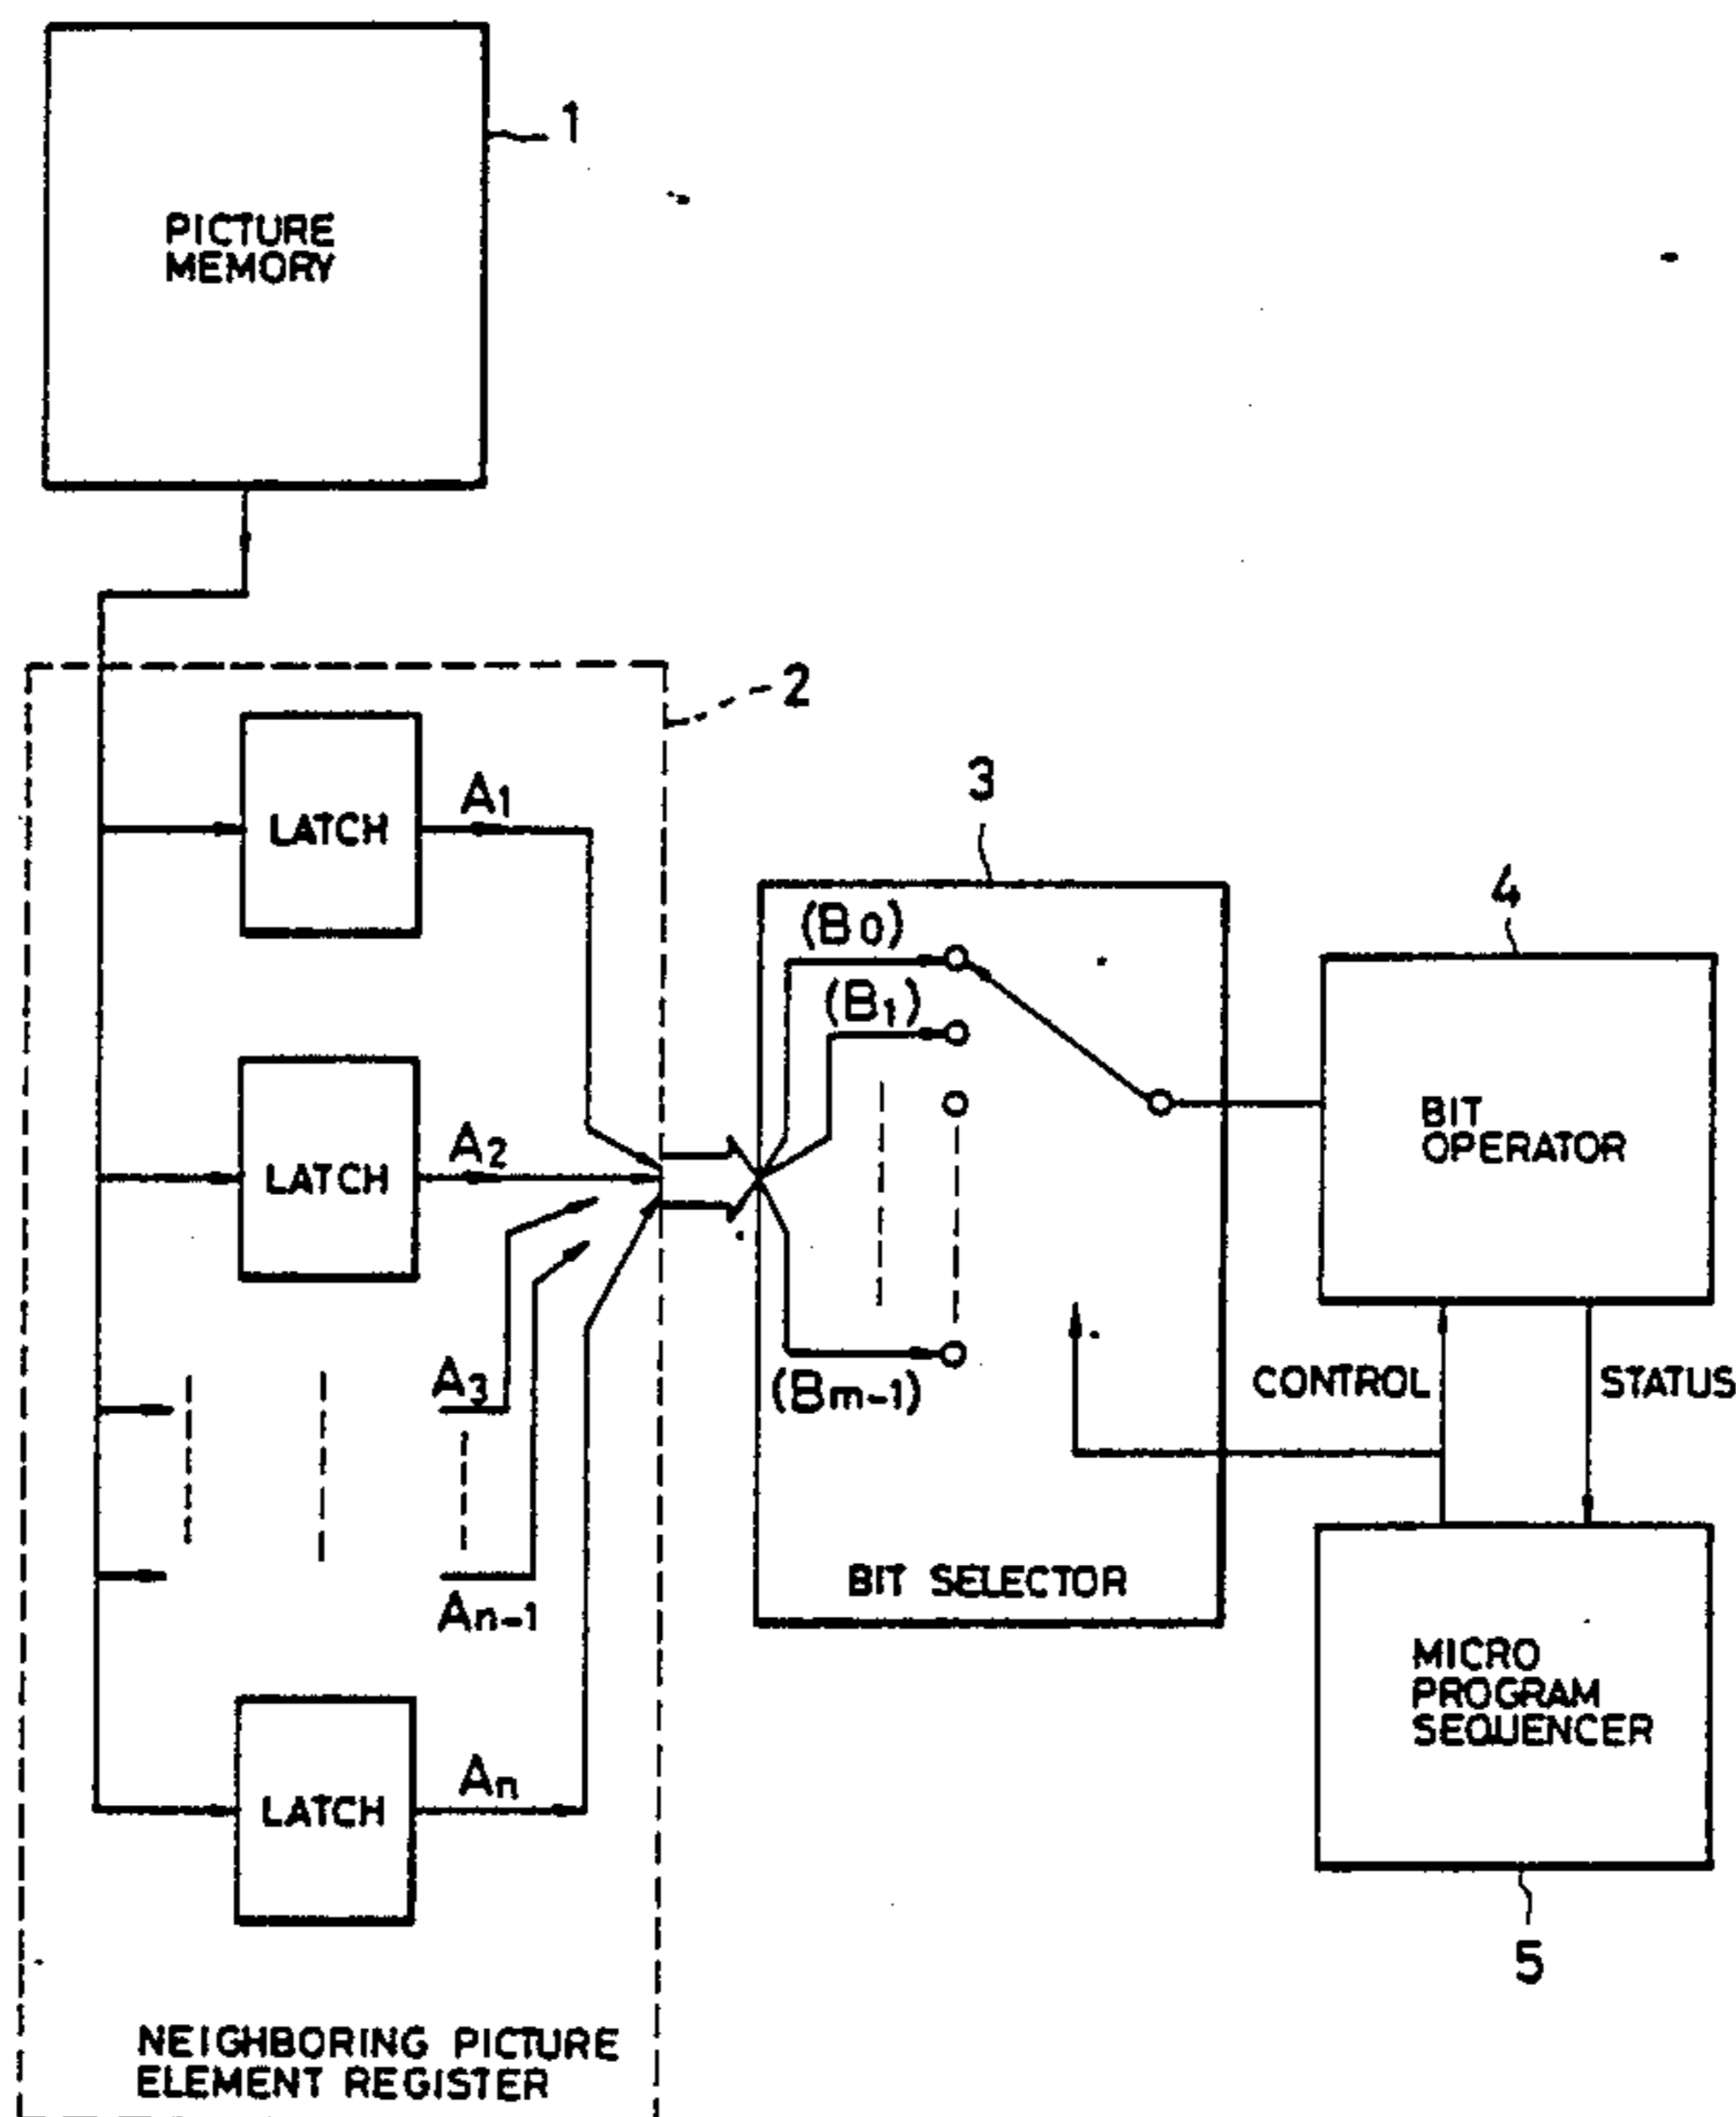 1
PICTURE
MEMORY
2
A1
LATCH
3
(B0)
4
(B1)
A2
LATCH
BIT
OPERATOR
A3
(Bm-1)
CONTROL
STATUS
An-1
BIT SELECTOR
MICRO
PROGRAM
SEQUENCER
An
LATCH
5
NEIGHBORING PICTURE
ELEMENT REGISTER